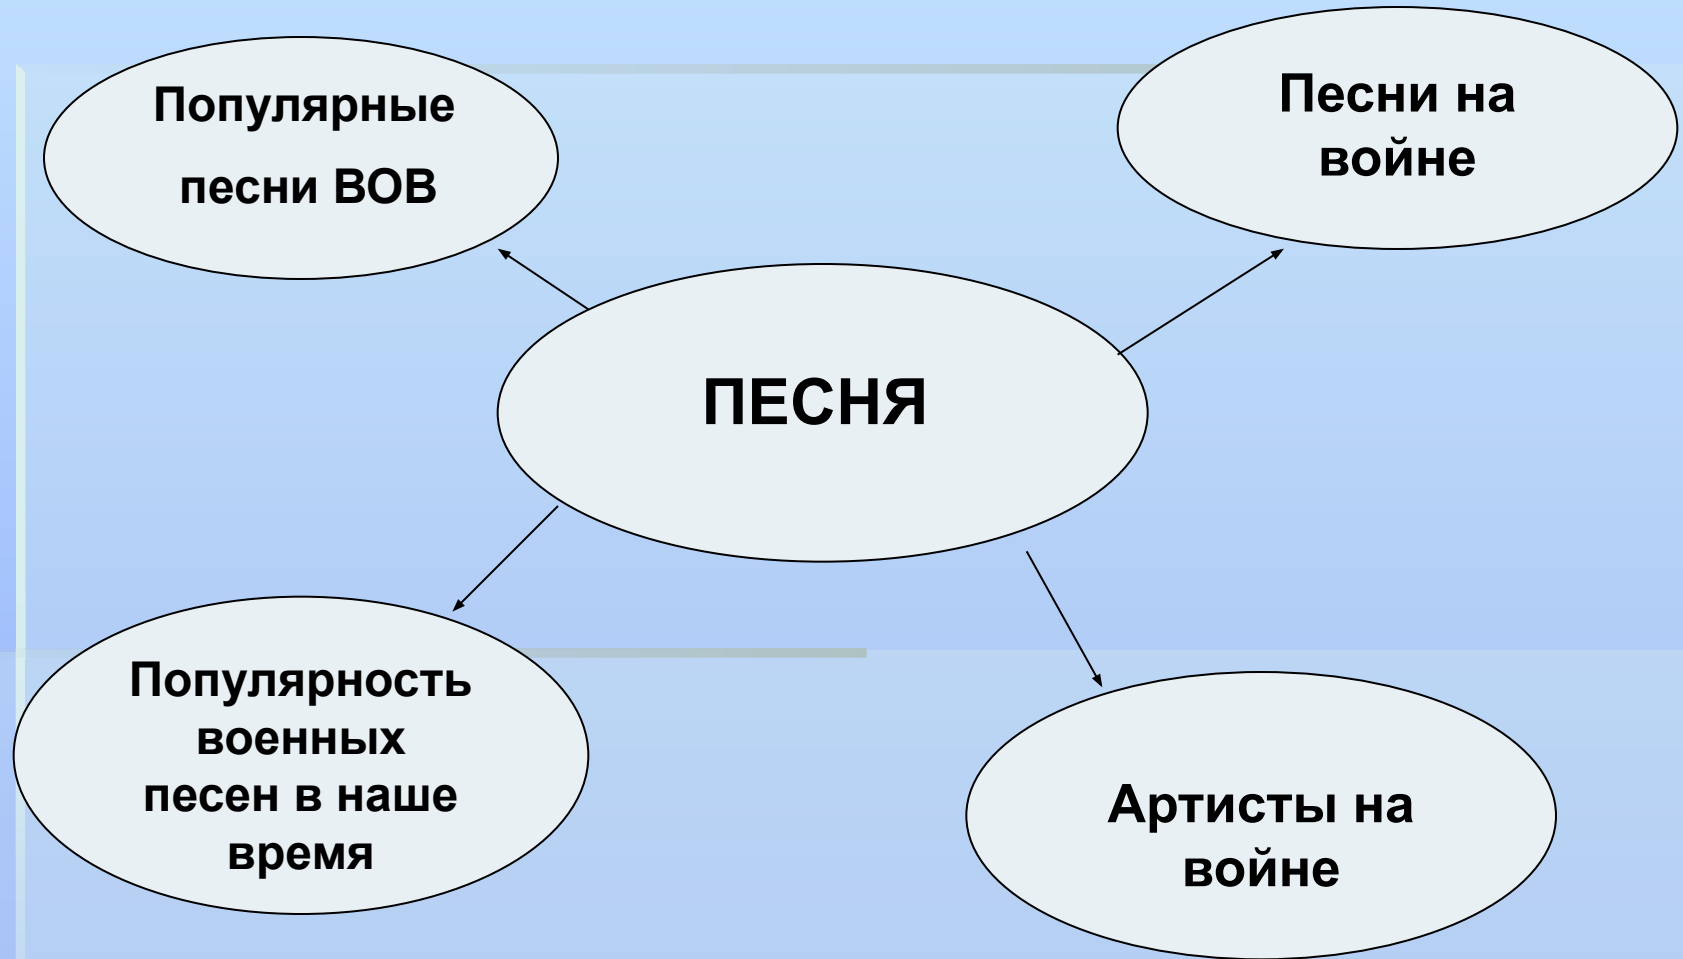 Популярные
песни ВОВ
Песни на
войне
ПЕСНЯ
Популярность
военных
песен в наше
время
Артисты на
войне